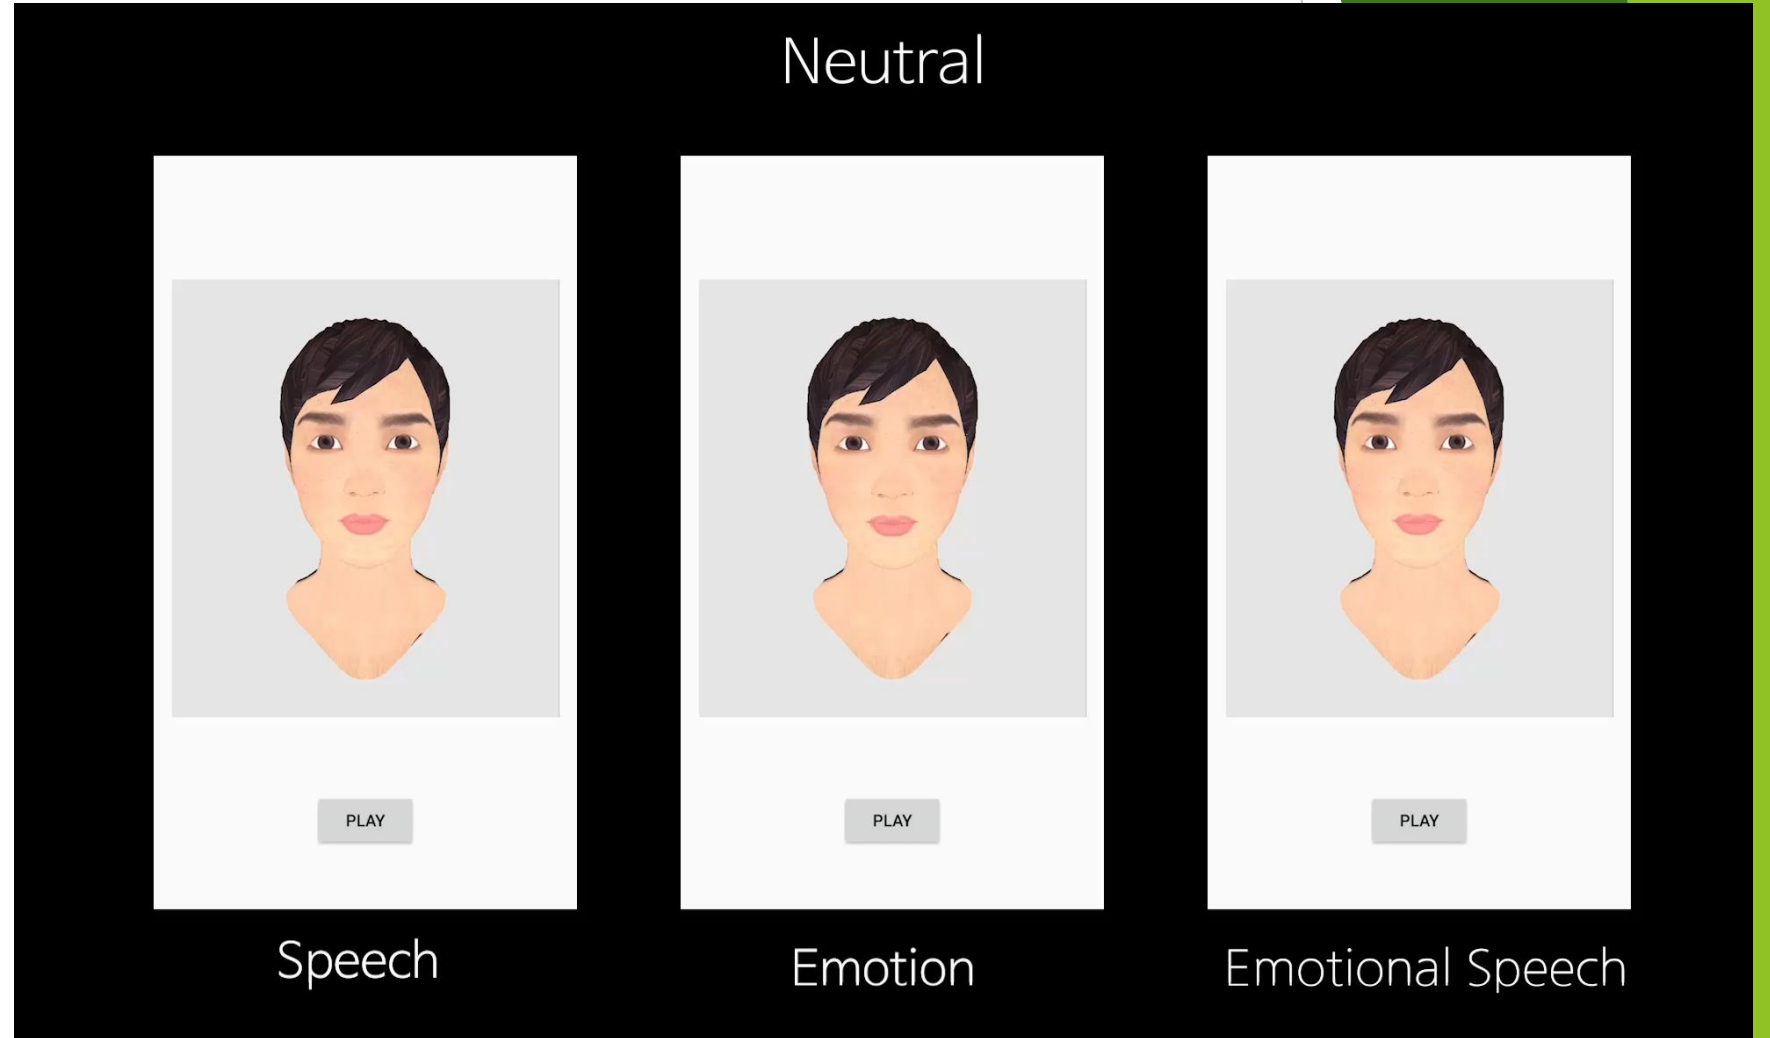 Neutral
PLAY
PLAY
PLAY
Speech
Emotion
Emotional Speech